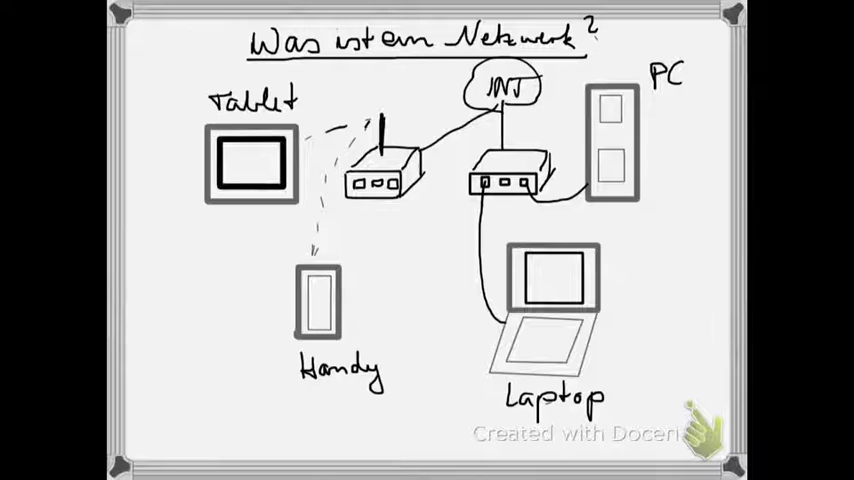 Was ist ein Netzwerk?
INT
PC
Tablet
Handy
Laptop
Created with Doceri